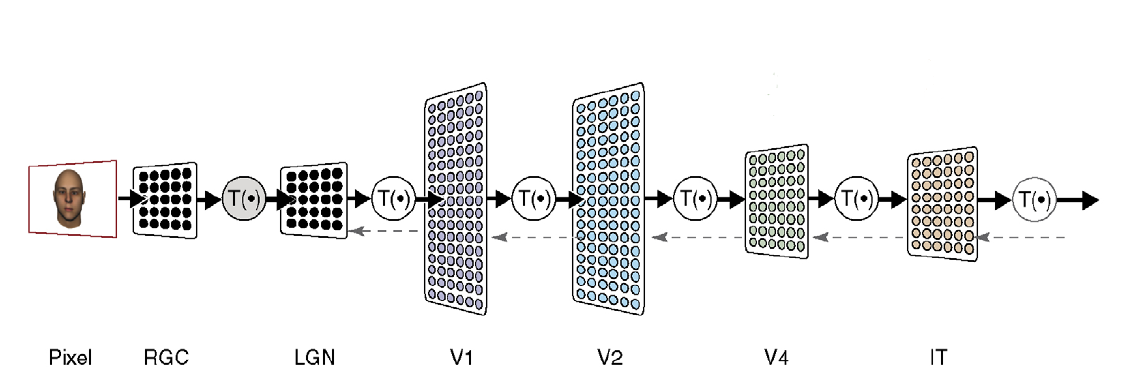 T(•) T(•) T(•) T(•) T(•) T(•)
Pixel RGC LGN V1 V2 V4 IT